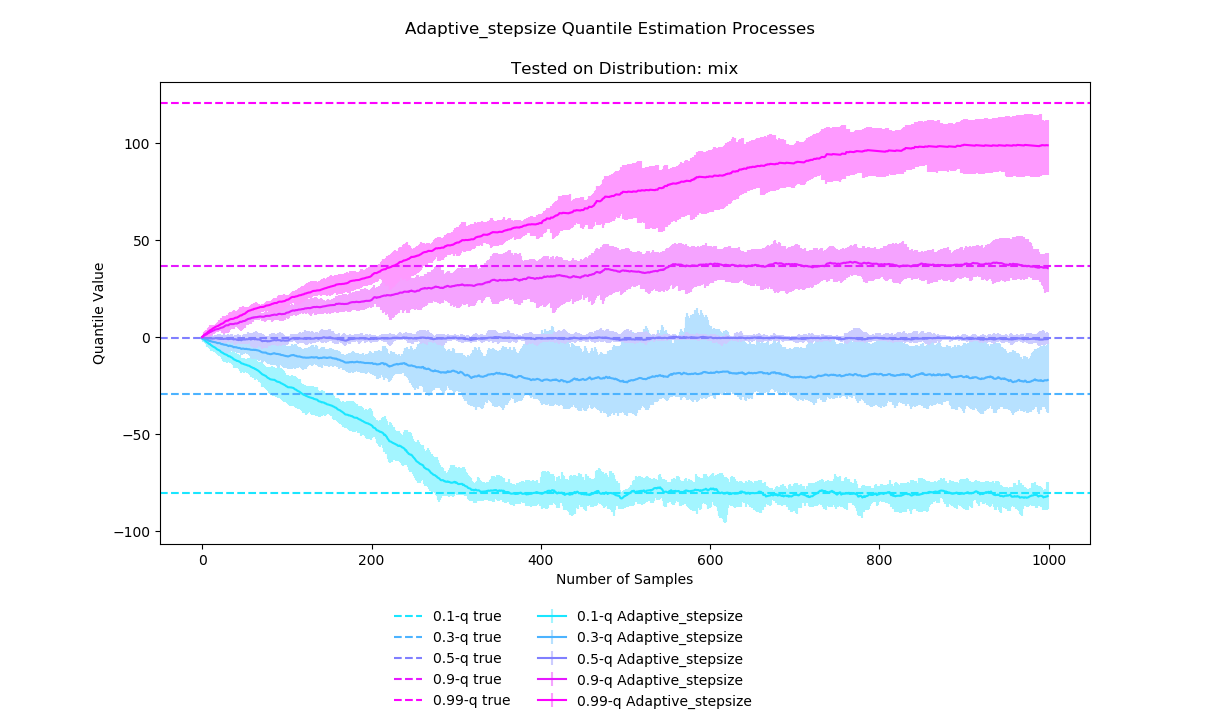 Adaptive_stepsize Quantile Estimation Processes
Tested on Distribution: mix
100
50
0
−50
−100
Quantile Value
0 200 400 600 800 1000
Number of Samples
0.1-q true 0.1-q Adaptive_stepsize
0.3-q true 0.3-q Adaptive_stepsize
0.5-q true 0.5-q Adaptive_stepsize
0.9-q true 0.9-q Adaptive_stepsize
0.99-q true 0.99-q Adaptive_stepsize